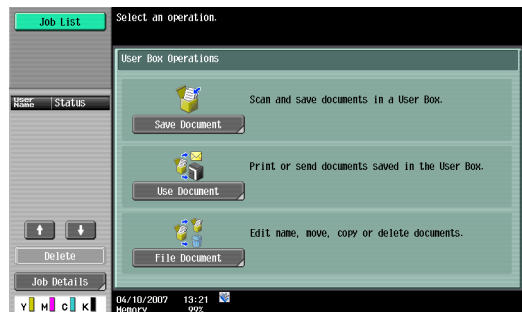 Job List
Select an operation.
User Box Operations
User Name
Status
Scan and save documents in a User Box.
Save Document
Print or send documents saved in the User Box.
Use Document
Edit name, move, copy or delete documents.
File Document
Delete
Job Details
Y M C K
04/10/2007 13:21
Memory 99%